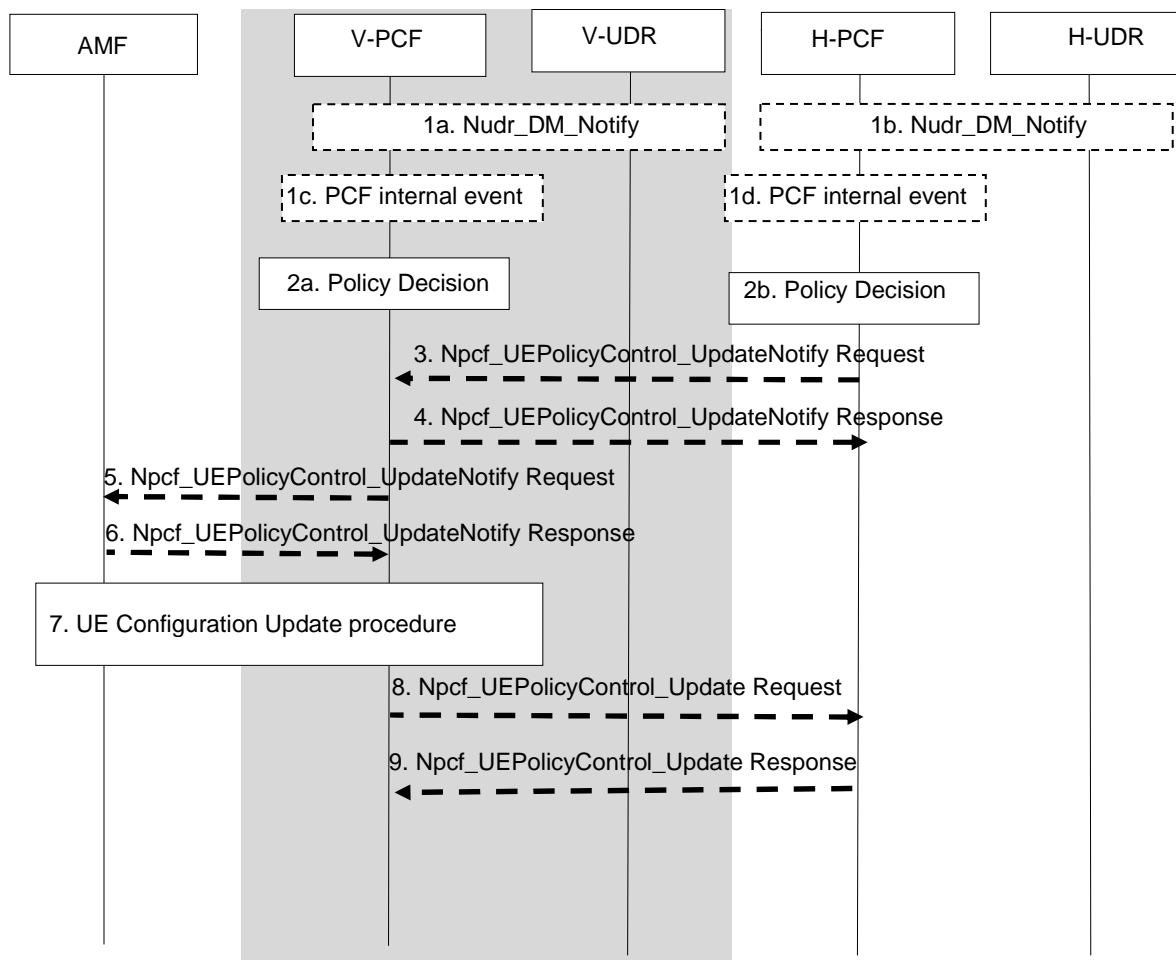 AMF
V-PCF
V-UDR
H-PCF
H-UDR
1a. Nudr_DM_Notify
1b. Nudr_DM_Notify
1c. PCF internal event
1d. PCF internal event
2a. Policy Decision
2b. Policy Decision
3. Npcf_UEPolicyControl_UpdateNotify Request
4. Npcf_UEPolicyControl_UpdateNotify Response
5. Npcf_UEPolicyControl_UpdateNotify Request
6. Npcf_UEPolicyControl_UpdateNotify Response
7. UE Configuration Update procedure
8. Npcf_UEPolicyControl_Update Request
9. Npcf_UEPolicyControl_Update Response